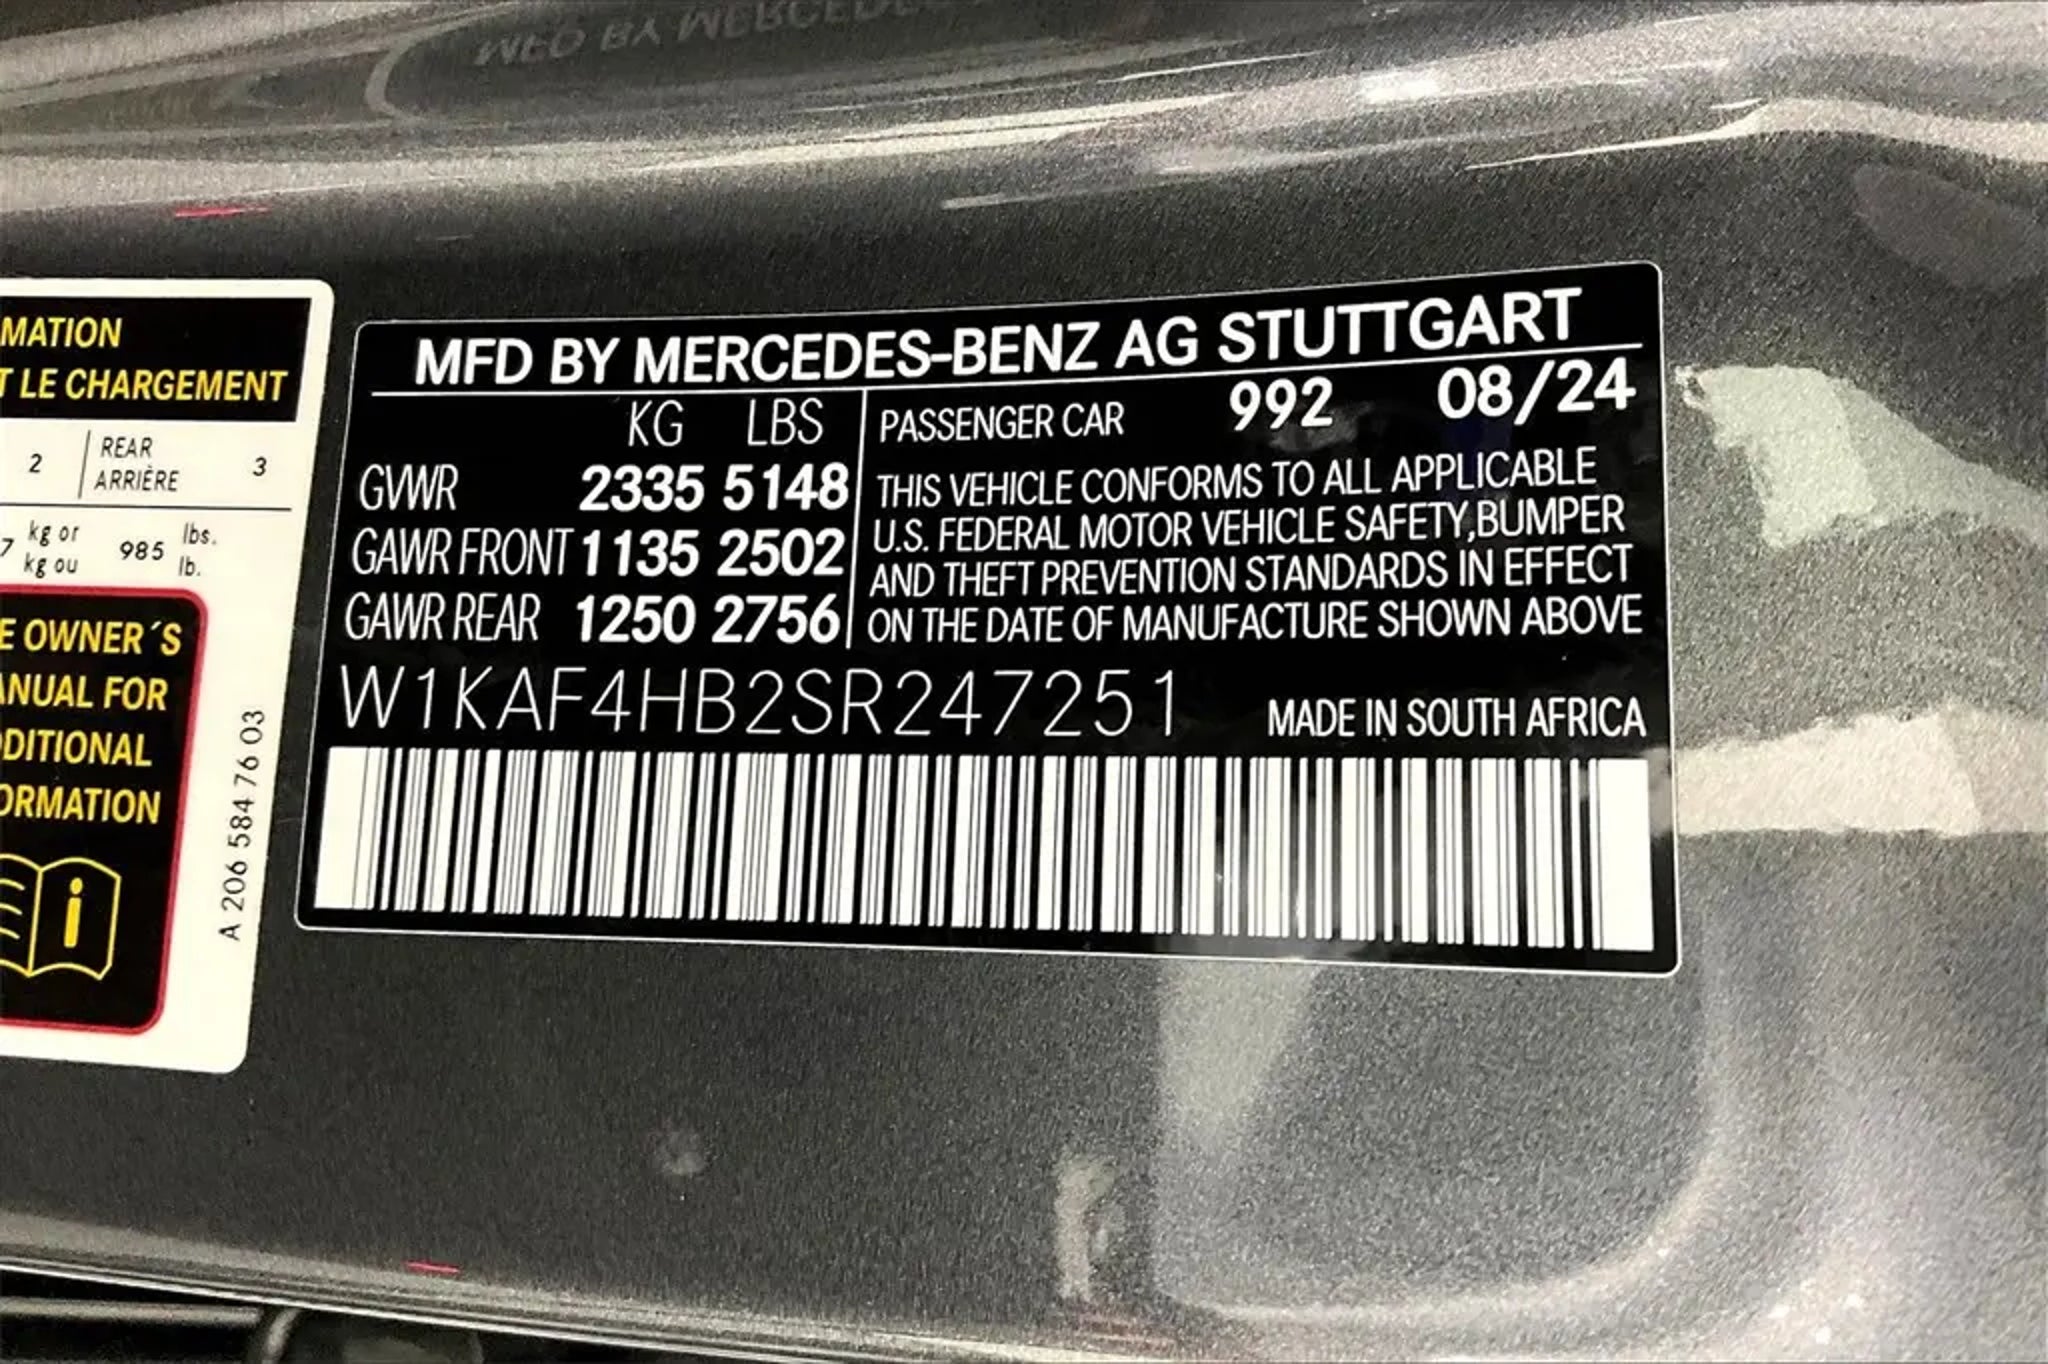 MATION
T LE CHARGEMENT
2 REAR 3
ARRIÈRE
7 kg or 985 lbs.
kg ou lb.
E OWNER´S
ANUAL FOR
DITIONAL
ORMATION
i
A 206 584 76 03
MFD BY MERCEDES-BENZ AG STUTTGART
KG LBS
GVWR 2335 5148
GAWR FRONT 1135 2502
GAWR REAR 1250 2756
PASSENGER CAR 992 08/24
THIS VEHICLE CONFORMS TO ALL APPLICABLE
U.S. FEDERAL MOTOR VEHICLE SAFETY,BUMPER
AND THEFT PREVENTION STANDARDS IN EFFECT
ON THE DATE OF MANUFACTURE SHOWN ABOVE
W1KAF4HB2SR247251
MADE IN SOUTH AFRICA